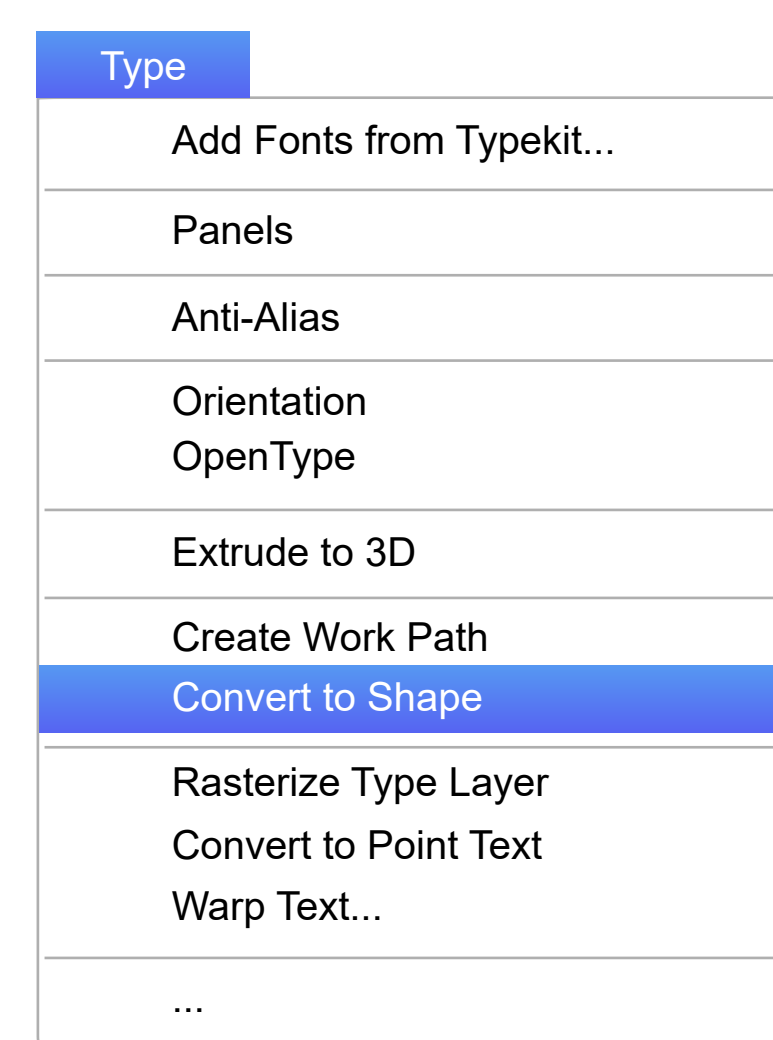 Type
Add Fonts from Typekit...
Panels
Anti-Alias
Orientation
OpenType
Extrude to 3D
Create Work Path
Convert to Shape
Rasterize Type Layer
Convert to Point Text
Warp Text...
...